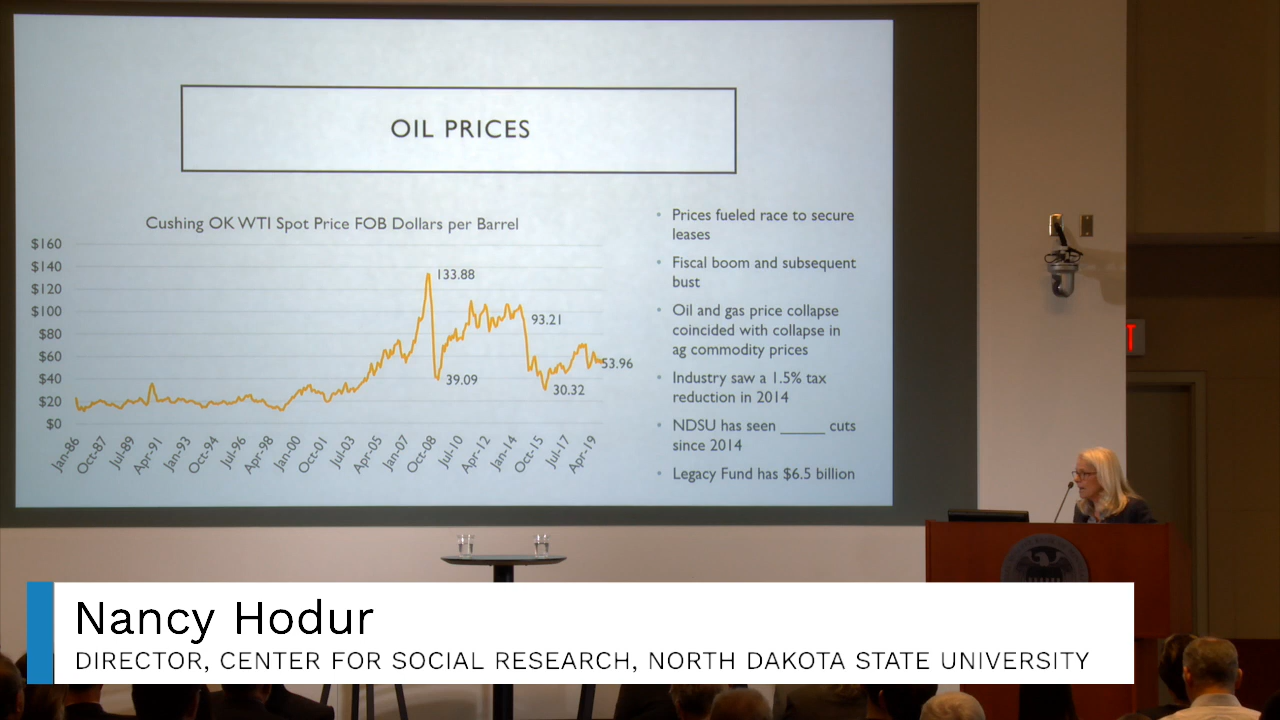 OIL PRICES
Cushing OK WTI Spot Price FOB Dollars per Barrel
$160
$140
$120
$100
$80
$60
$40
$20
$0
133.88
39.09
93.21
30.32
53.96
Jan-86
Oct-87
Jul-89
Apr-91
Jan-93
Oct-94
Jul-96
Apr-98
Jan-00
Oct-01
Jul-03
Apr-05
Jan-07
Oct-08
Jul-10
Apr-12
Jan-14
Oct-15
Jul-17
Apr-19
• Prices fueled race to secure
leases
• Fiscal boom and subsequent
bust
• Oil and gas price collapse
coincided with collapse in
ag commodity prices
• Industry saw a 1.5% tax
reduction in 2014
• NDSU has seen ______ cuts
since 2014
• Legacy Fund has $6.5 billion
Nancy Hodur
DIRECTOR, CENTER FOR SOCIAL RESEARCH, NORTH DAKOTA STATE UNIVERSITY